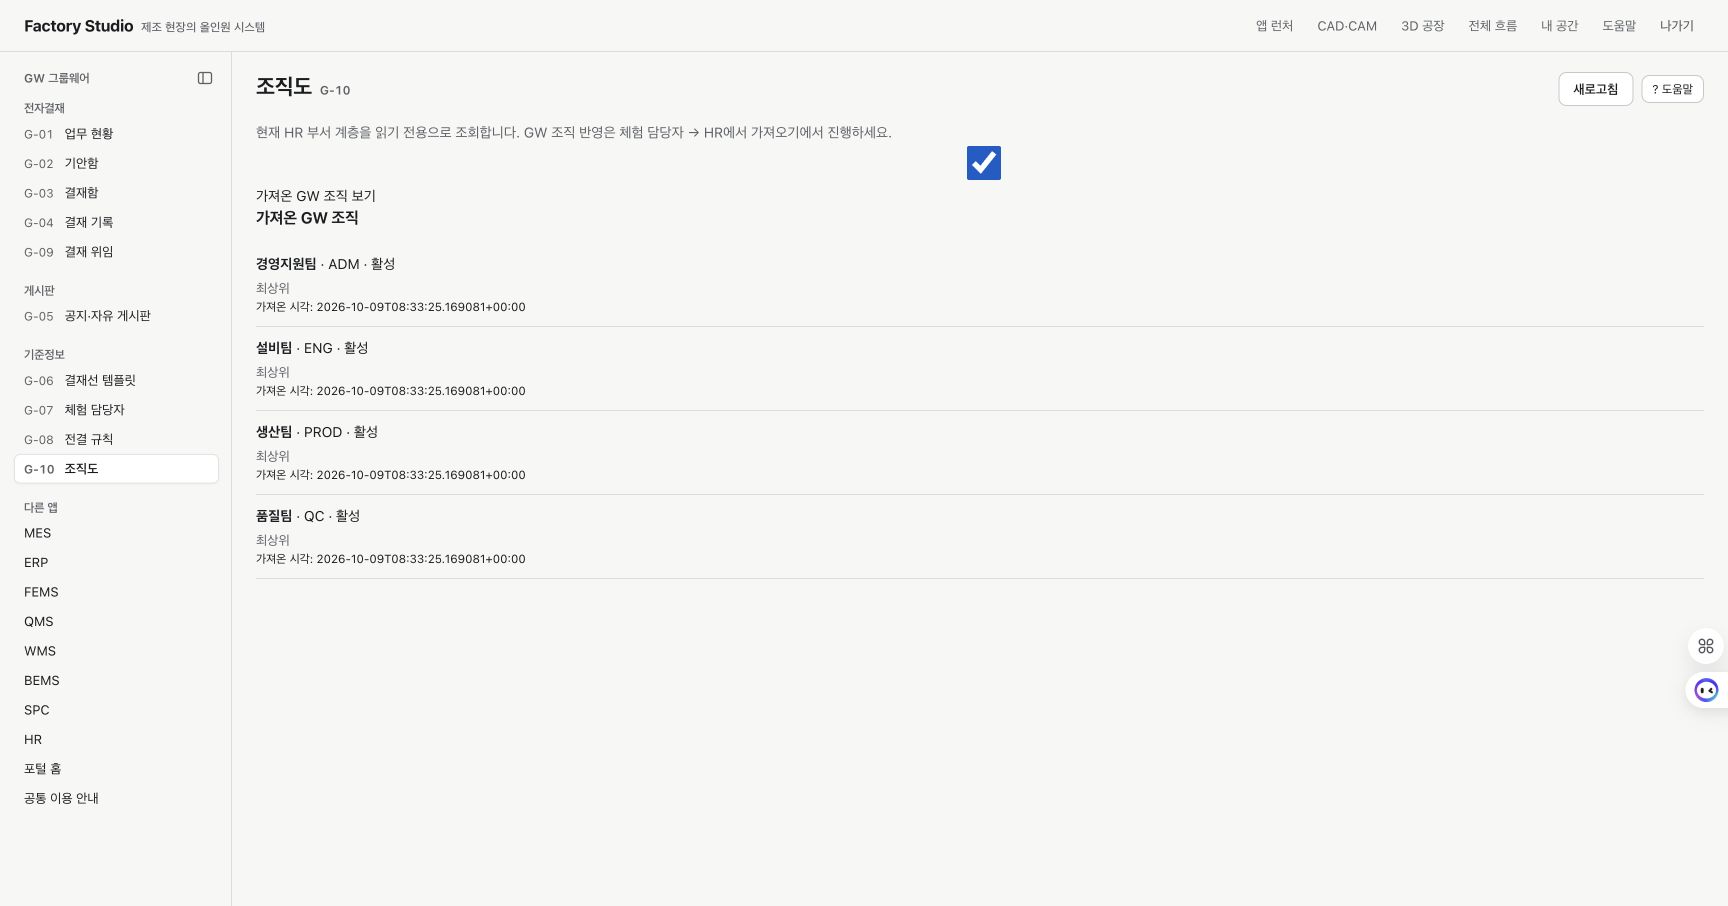 Factory Studio 제조 현장의 올인원 시스템
앱 런처 CAD·CAM 3D 공장 전체 흐름 내 공간 도움말 나가기
GW 그룹웨어
전자결재
G-01 업무 현황
G-02 기안함
G-03 결재함
G-04 결재 기록
G-09 결재 위임
게시판
G-05 공지·자유 게시판
기준정보
G-06 결재선 템플릿
G-07 체험 담당자
G-08 전결 규칙
G-10 조직도
다른 앱
MES
ERP
FEMS
QMS
WMS
BEMS
SPC
HR
포털 홈
공통 이용 안내
조직도 G-10
새로고침
? 도움말
현재 HR 부서 계층을 읽기 전용으로 조회합니다. GW 조직 반영은 체험 담당자 → HR에서 가져오기에서 진행하세요.
가져온 GW 조직 보기
가져온 GW 조직
경영지원팀 · ADM · 활성
최상위
가져온 시각: 2026-10-09T08:33:25.169081+00:00
설비팀 · ENG · 활성
최상위
가져온 시각: 2026-10-09T08:33:25.169081+00:00
생산팀 · PROD · 활성
최상위
가져온 시각: 2026-10-09T08:33:25.169081+00:00
품질팀 · QC · 활성
최상위
가져온 시각: 2026-10-09T08:33:25.169081+00:00